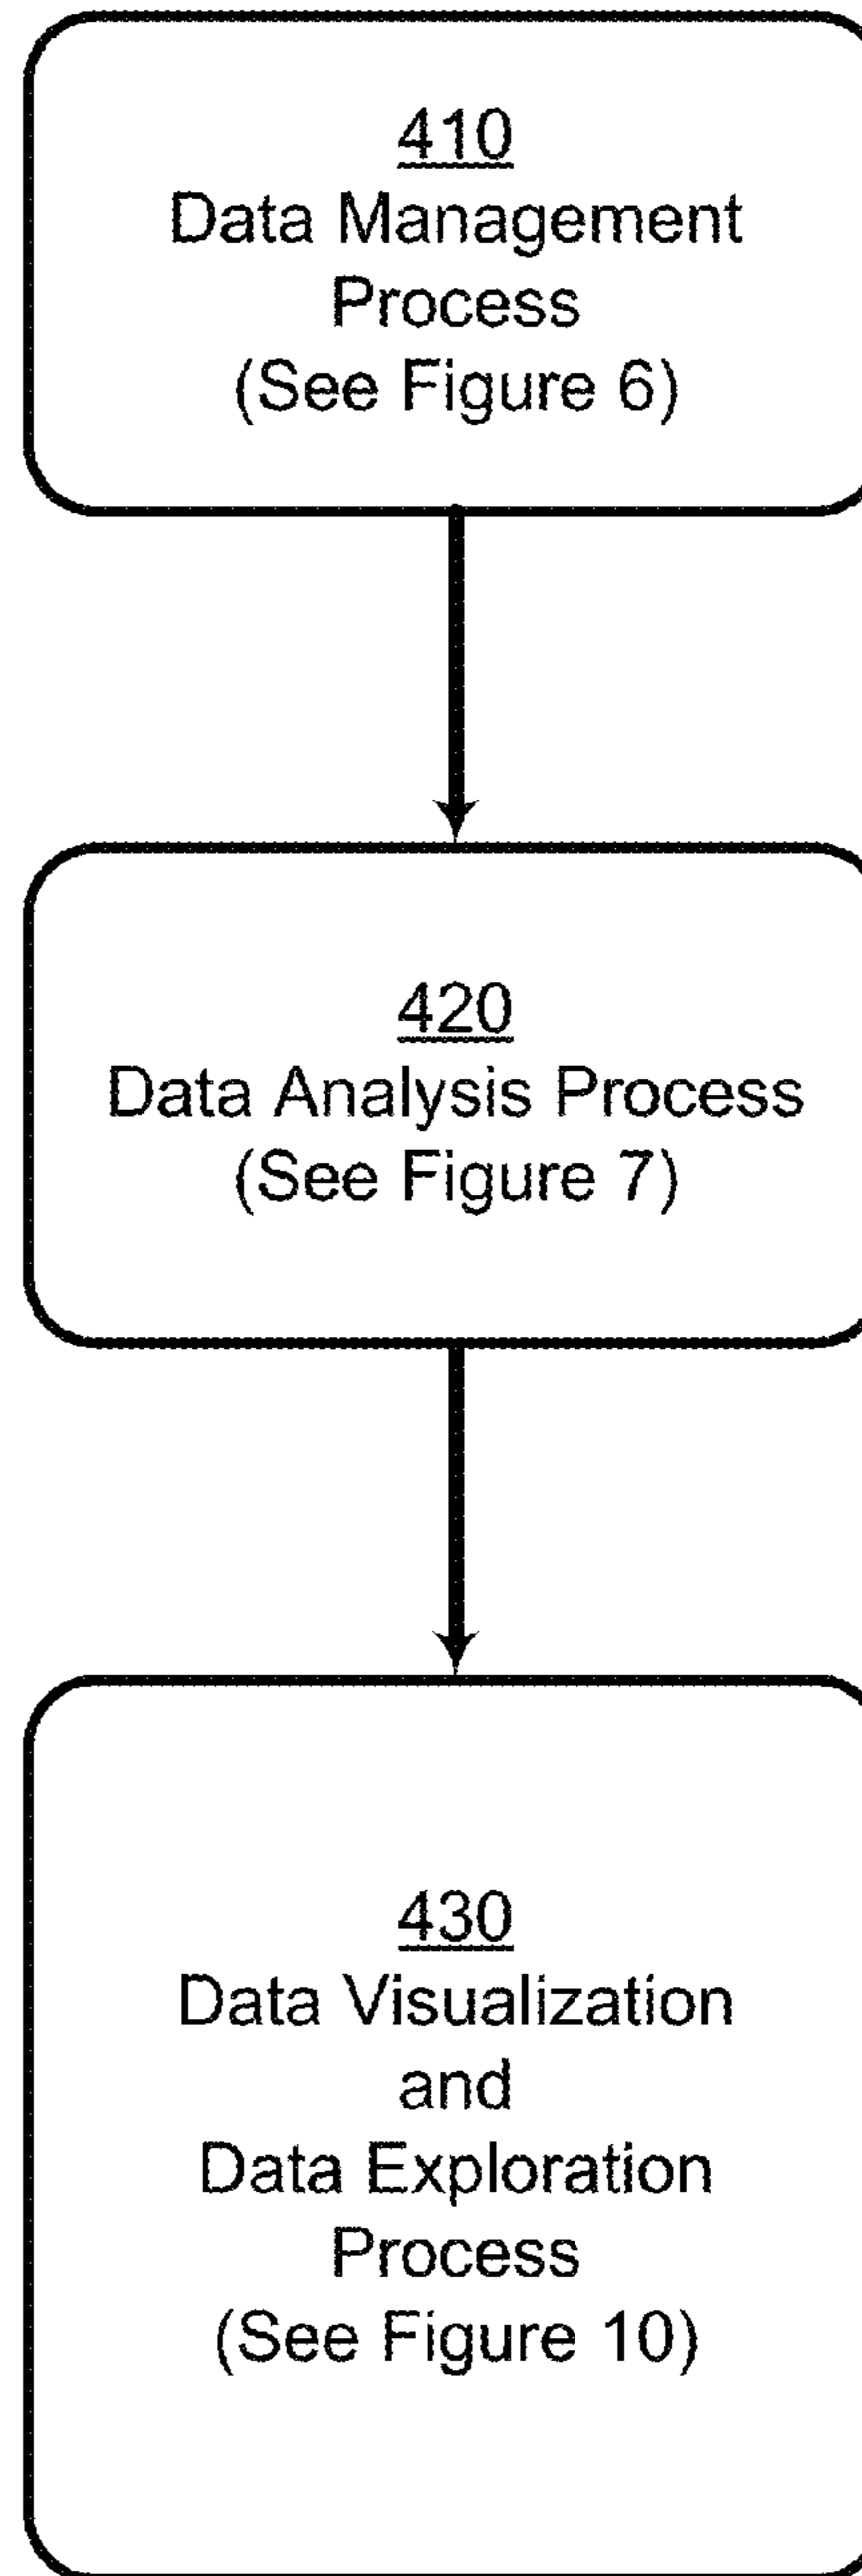 410
Data Management
Process
(See Figure 6)
420
Data Analysis Process
(See Figure 7)
430
Data Visualization
and
Data Exploration
Process
(See Figure 10)